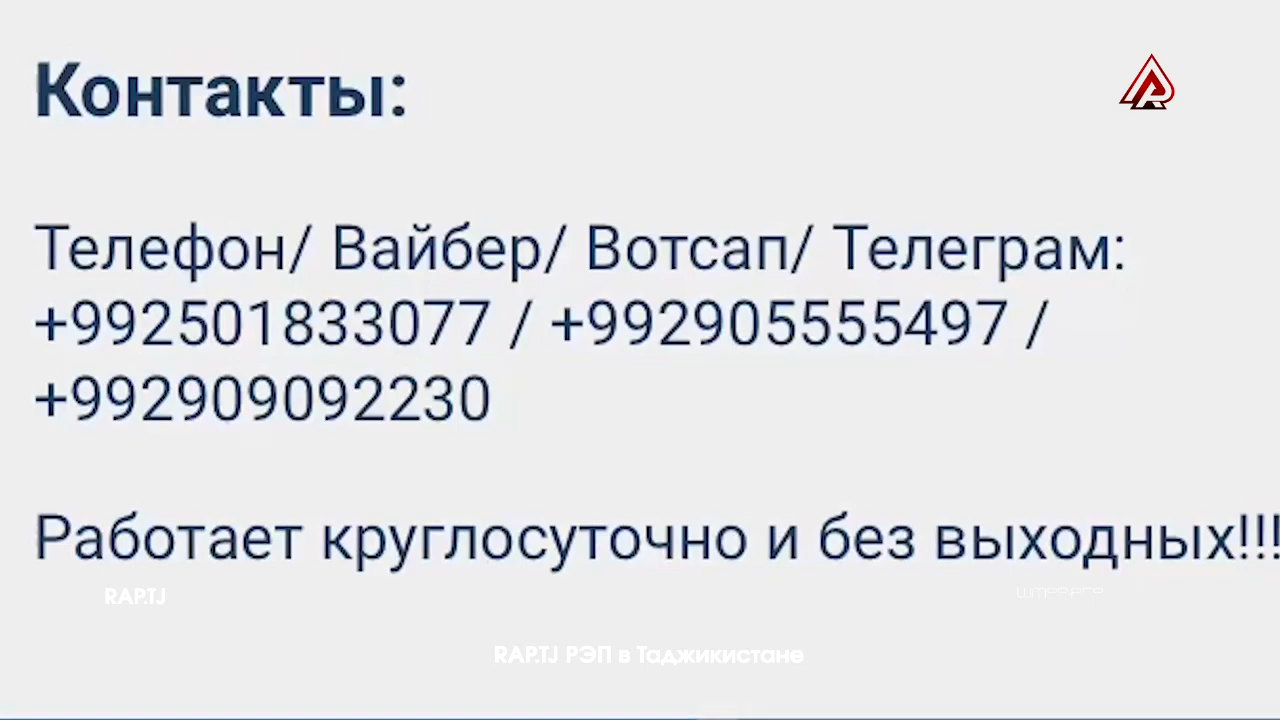 Контакты:
Телефон/ Вайбер/ Вотсап/ Телеграм:
+992501833077 / +992905555497 /
+992909092230
Работает круглосуточно и без выходных!!!
RAP.TJ
RAP.TJ РЭП в Таджикистане